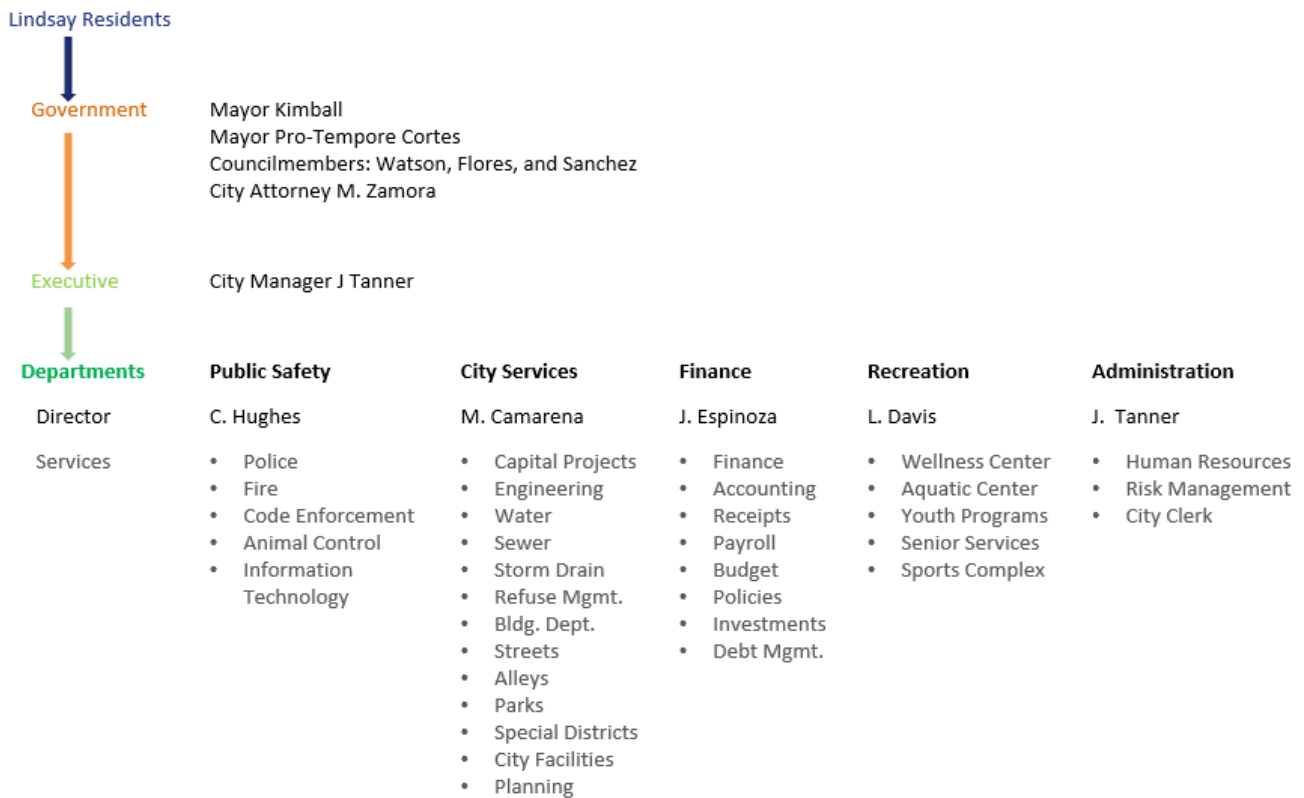 Lindsay Residents
Government
Mayor Kimball
Mayor Pro-Tempore Cortes
Councilmembers: Watson, Flores, and Sanchez
City Attorney M. Zamora
Executive
City Manager J Tanner
Departments
Director
Services
Public Safety
C. Hughes
• Police
• Fire
• Code Enforcement
• Animal Control
• Information
Technology
City Services
M. Camarena
• Capital Projects
• Engineering
• Water
• Sewer
• Storm Drain
• Refuse Mgmt.
• Bldg. Dept.
• Streets
• Alleys
• Parks
• Special Districts
• City Facilities
• Planning
Finance
J. Espinoza
• Finance
• Accounting
• Receipts
• Payroll
• Budget
• Policies
• Investments
• Debt Mgmt.
Recreation
L. Davis
• Wellness Center
• Aquatic Center
• Youth Programs
• Senior Services
• Sports Complex
Administration
J. Tanner
• Human Resources
• Risk Management
• City Clerk